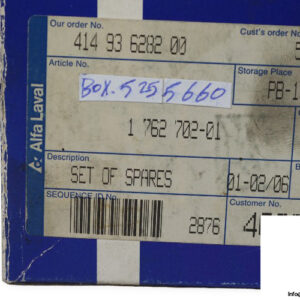 Our order No.
Cust's order No
414 93 6282 00
Article No.
Storage Place
BOX. 525 5660
PB-1
1 762 702-01
Alfa Laval
Description
SET OF SPARES
01-02/06
SEQUENCE ID No.
2876
Customer No.